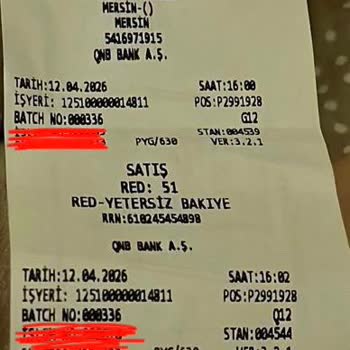 MERSİN-()
MERSİN
5416971915
QNB BANK A.Ş.
TARİH:12.04.2026 SAAT:16:00
İŞYERİ: 125100000014811 POS:P2991928
BATCH NO:000336 G12
STAN:004539
PYG/630 VER:3.2.1
SATIŞ
RED: 51
RED-YETERSİZ BAKİYE
RRN:610245454898
QNB BANK A.Ş.
TARİH:12.04.2026 SAAT:16:02
İŞYERİ: 125100000014811 POS:P2991928
BATCH NO:000336 Q12
STAN:004544